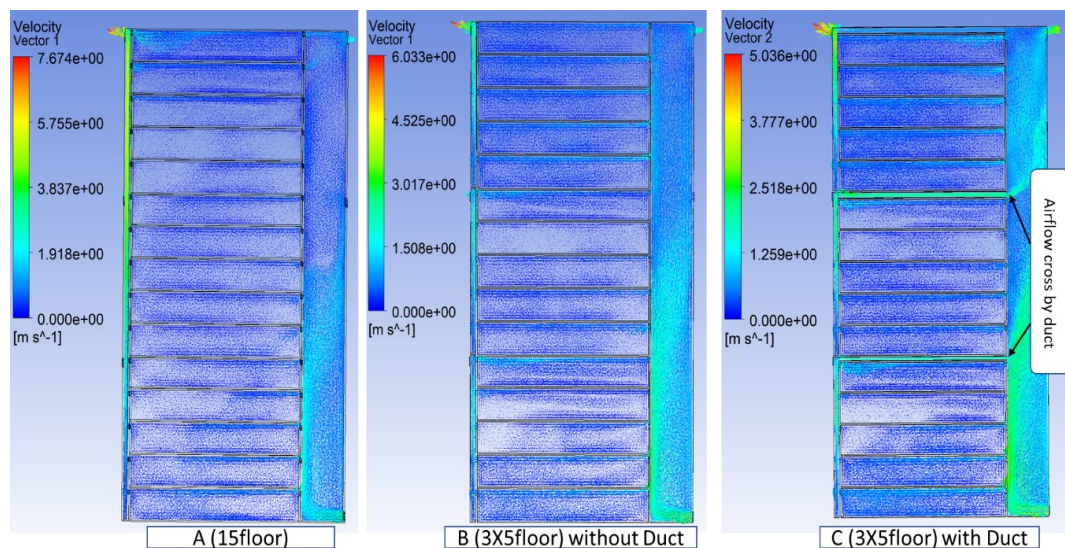 Velocity
Vector 1
7.674e+00
5.755e+00
3.837e+00
1.918e+00
0.000e+00
[m s^-1]
A (15floor)
Velocity
Vector 1
6.033e+00
4.525e+00
3.017e+00
1.508e+00
0.000e+00
[m s^-1]
B (3X5floor) without Duct
Velocity
Vector 2
5.036e+00
3.777e+00
2.518e+00
1.259e+00
0.000e+00
[m s^-1]
Airflow cross by duct
C (3X5floor) with Duct